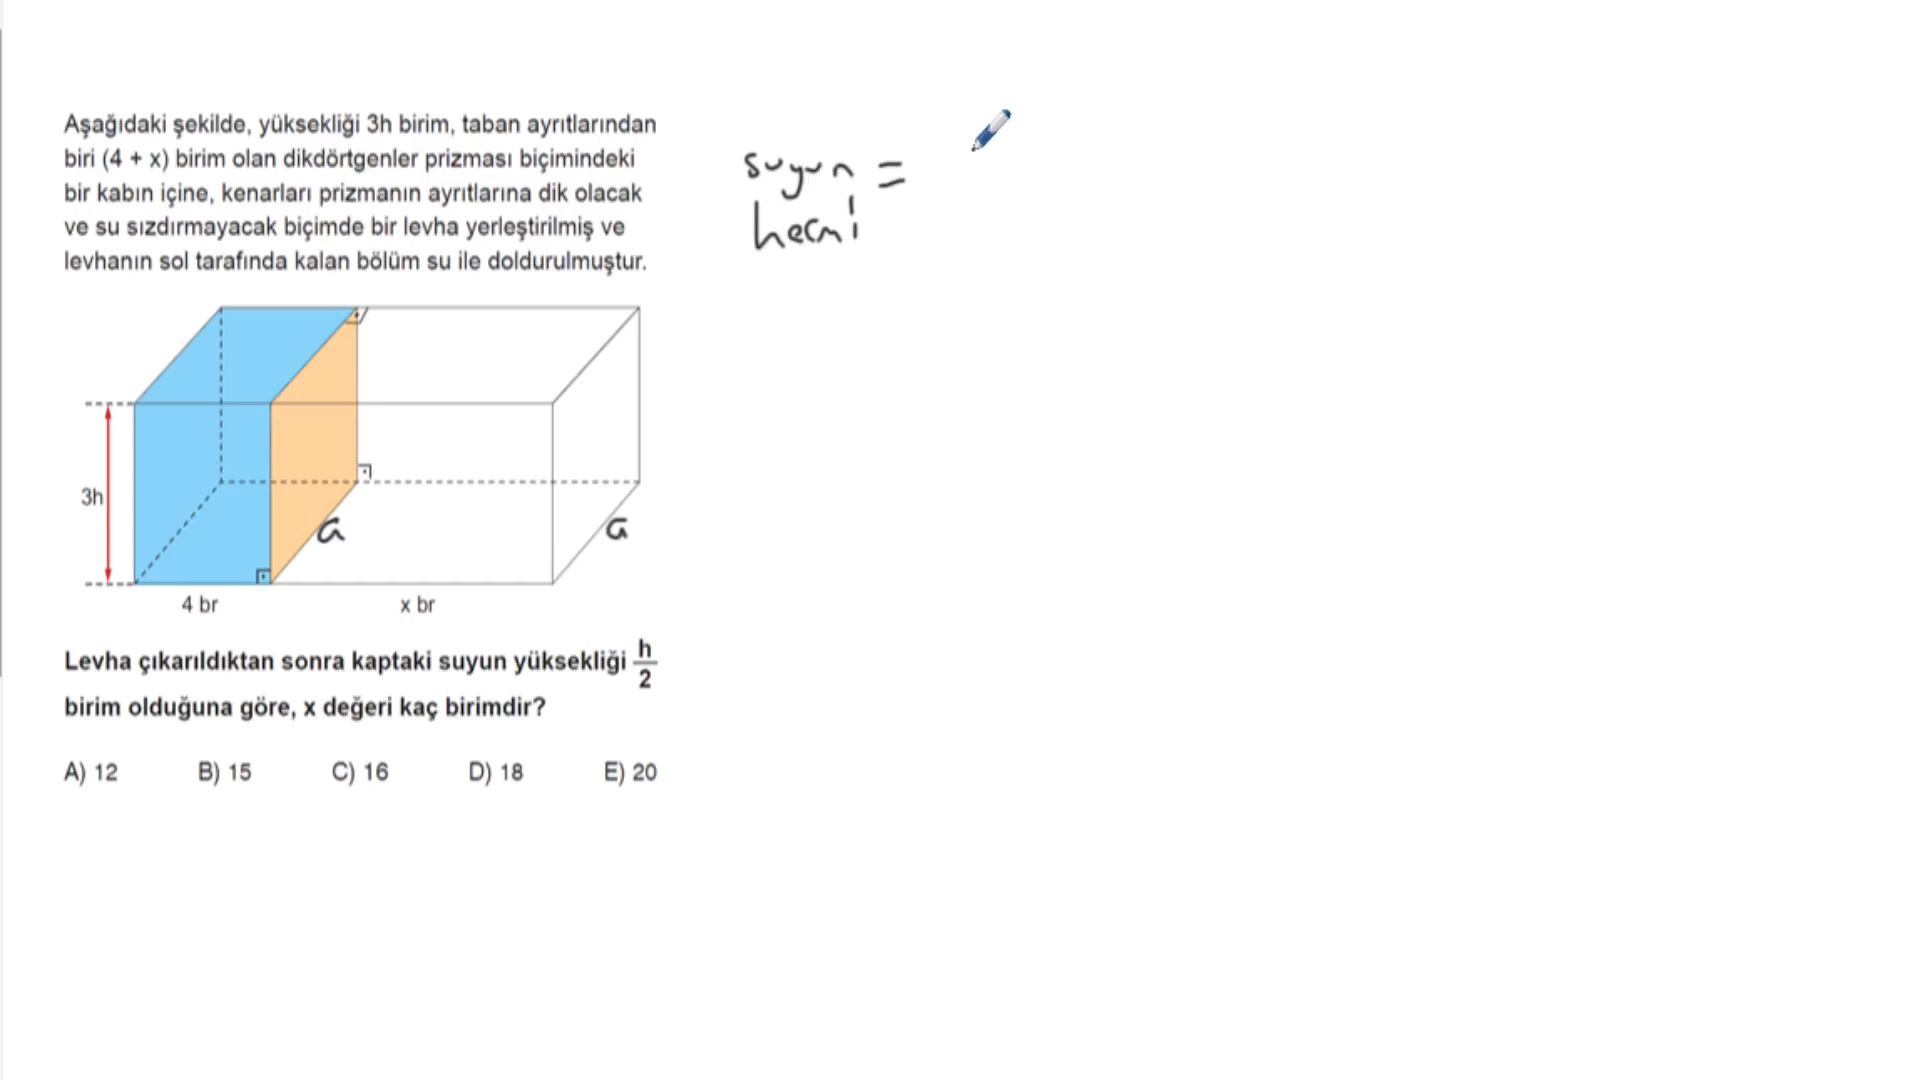 Aşağıdaki şekilde, yüksekliği 3h birim, taban ayrıtlarından
biri (4 + x) birim olan dikdörtgenler prizması biçimindeki
bir kabın içine, kenarları prizmanın ayrıtlarına dik olacak
ve su sızdırmayacak biçimde bir levha yerleştirilmiş ve
levhanın sol tarafında kalan bölüm su ile doldurulmuştur.
suyun =
hacmi
3h
a
a
4 br
x br
Levha çıkarıldıktan sonra kaptaki suyun yüksekliği h/2
birim olduğuna göre, x değeri kaç birimdir?
A) 12 B) 15 C) 16 D) 18 E) 20